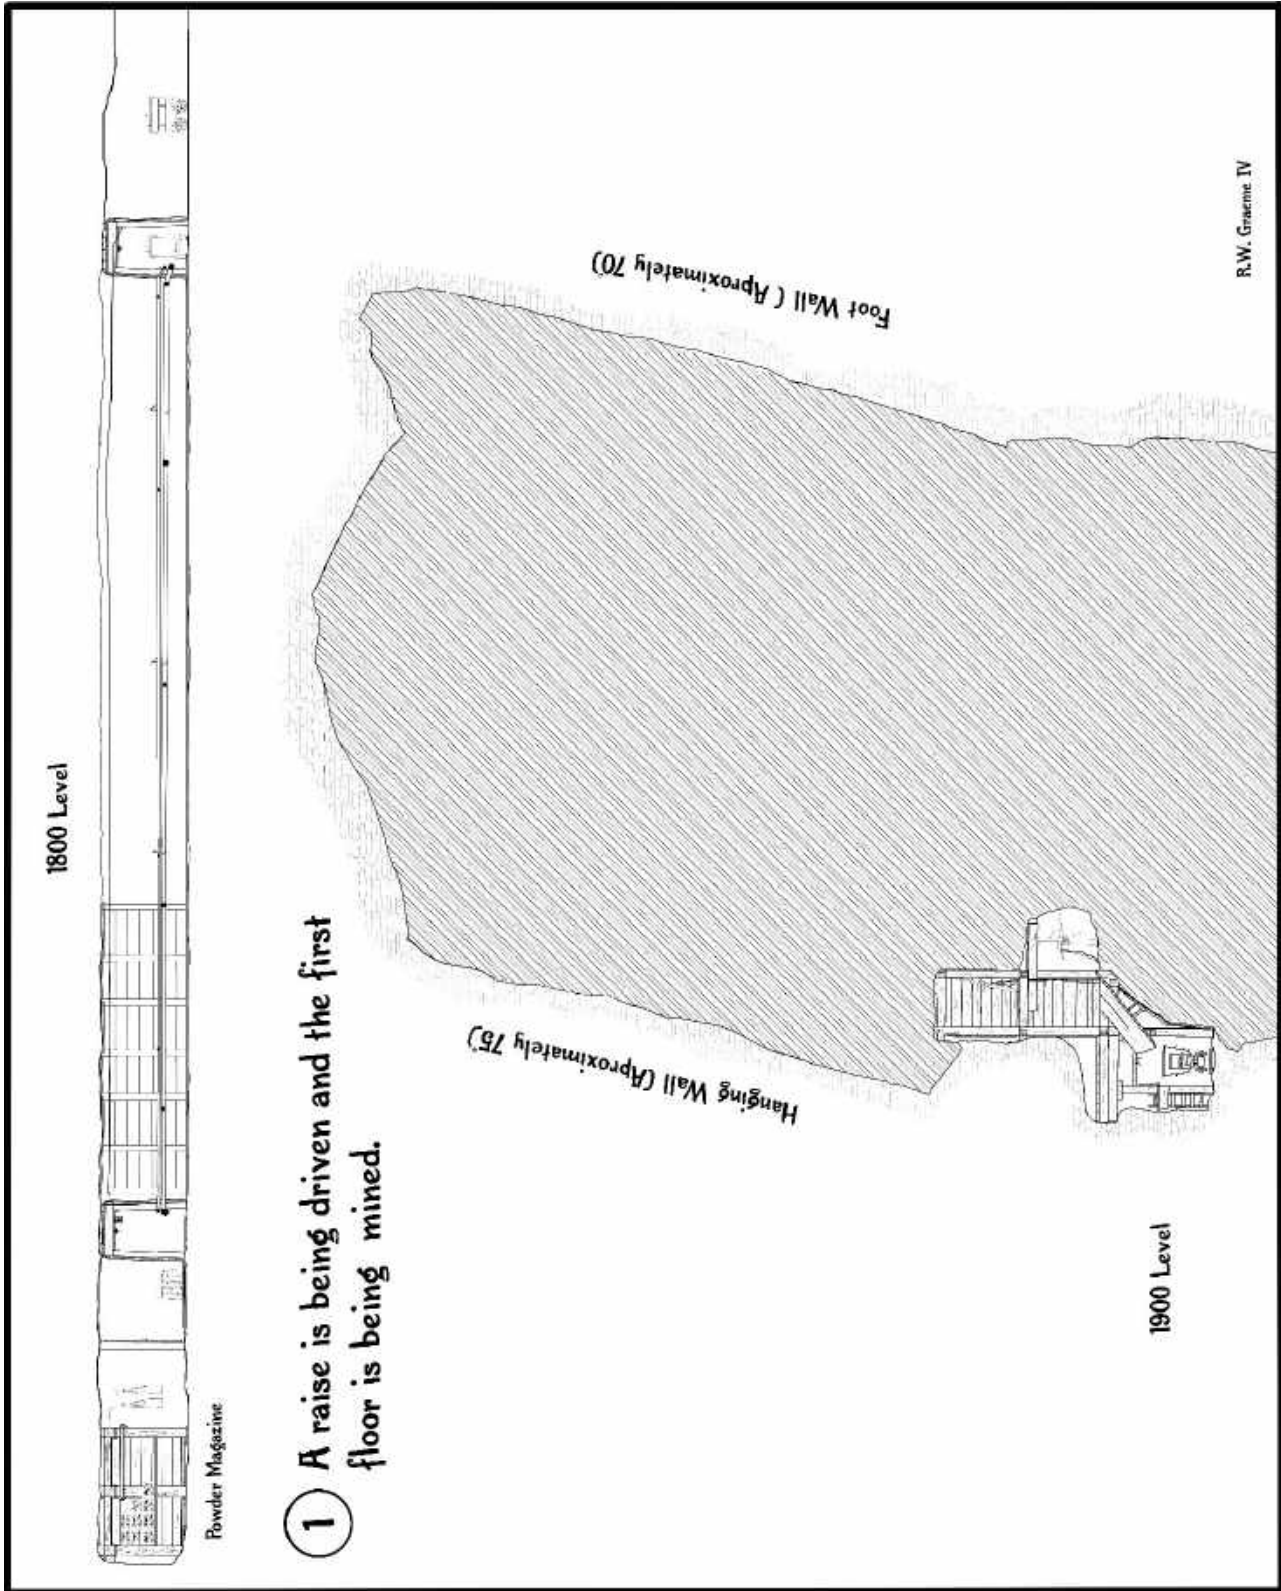 1800 Level
Powder Magazine
1 A raise is being driven and the first
floor is being mined.
Hanging Wall (Aproximately 75°)
Foot Wall ( Aproximately 70°)
1900 Level
R.W. Graeme IV